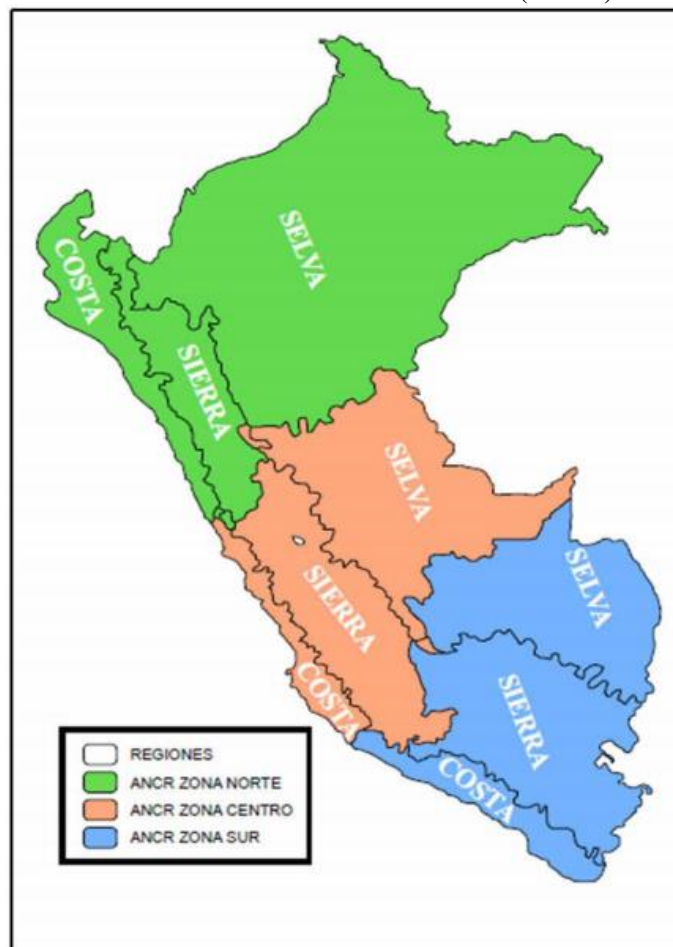 SELVA
COSTA
SIERRA
SELVA
SELVA
SIERRA
SIERRA
COSTA
COSTA
REGIONES
ANCR ZONA NORTE
ANCR ZONA CENTRO
ANCR ZONA SUR